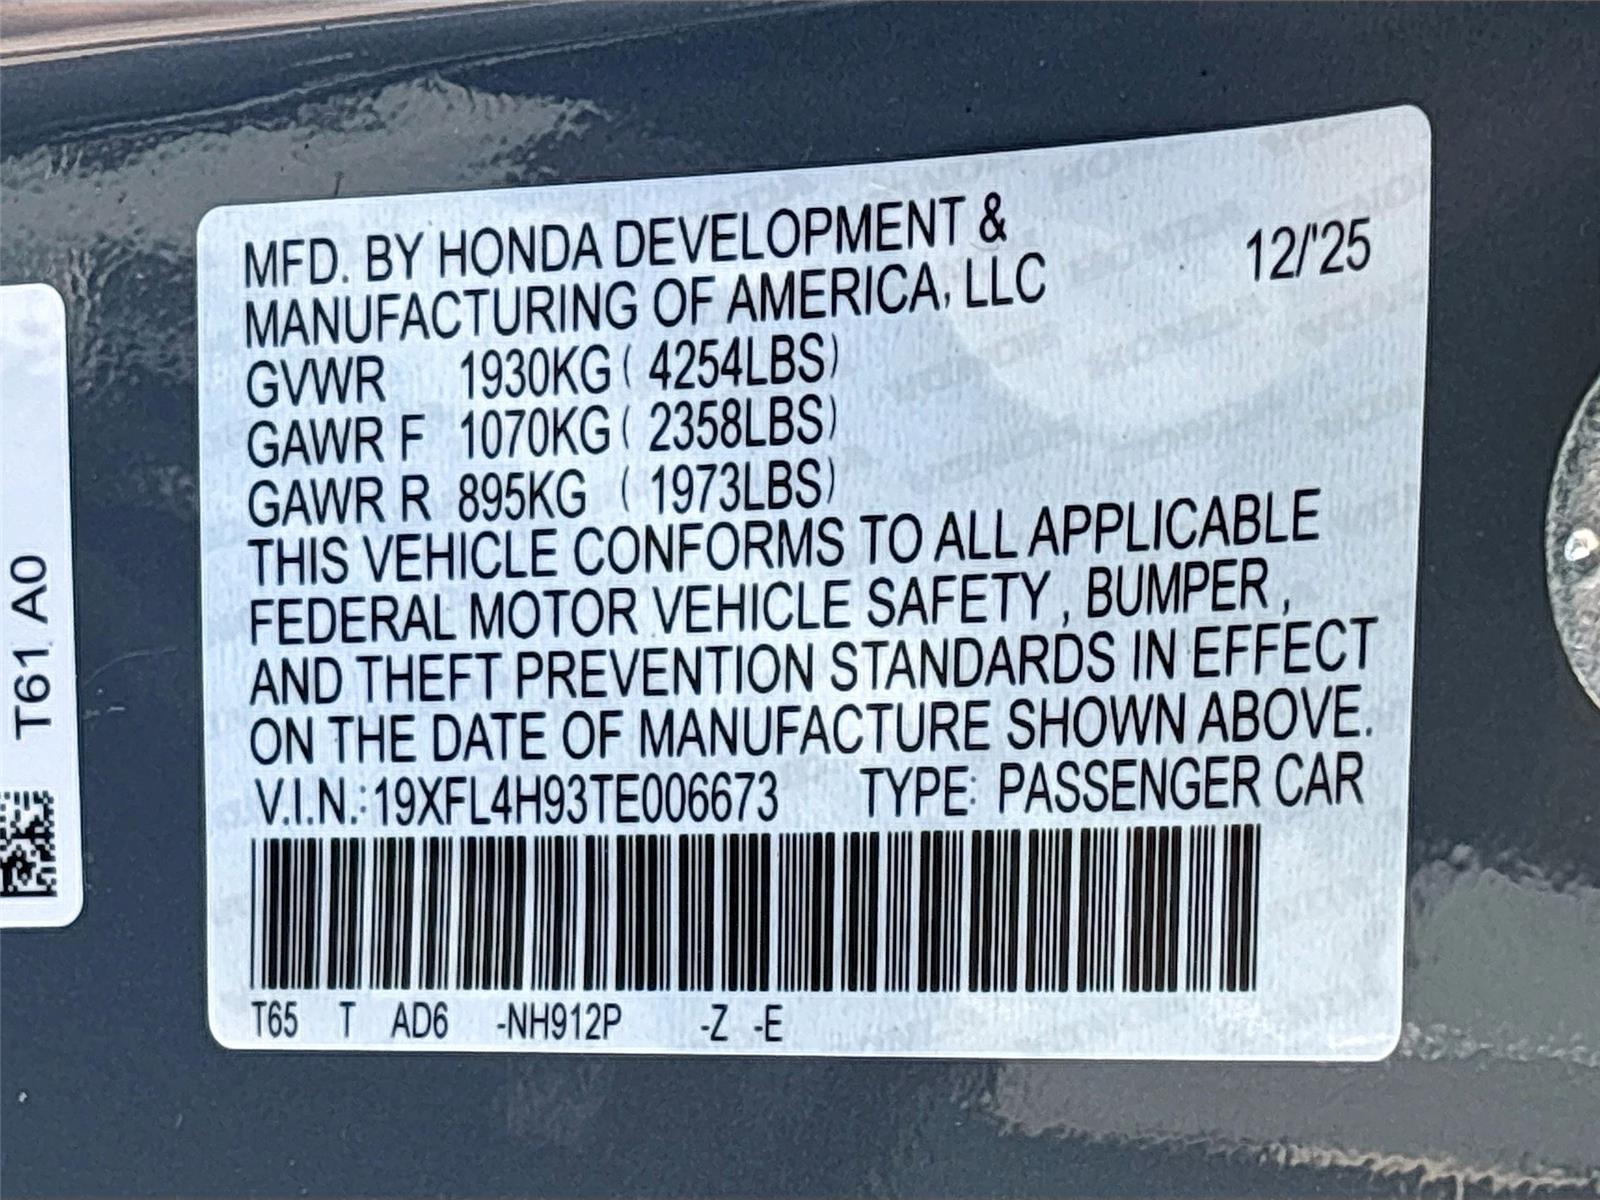 MFD. BY HONDA DEVELOPMENT &
MANUFACTURING OF AMERICA, LLC
12/'25
GVWR 1930KG ( 4254LBS)
GAWR F 1070KG ( 2358LBS)
GAWR R 895KG ( 1973LBS)
THIS VEHICLE CONFORMS TO ALL APPLICABLE
FEDERAL MOTOR VEHICLE SAFETY , BUMPER ,
AND THEFT PREVENTION STANDARDS IN EFFECT
ON THE DATE OF MANUFACTURE SHOWN ABOVE.
V.I.N.: 19XFL4H93TE006673 TYPE: PASSENGER CAR
T65 T AD6 -NH912P -Z -E
T61 A0